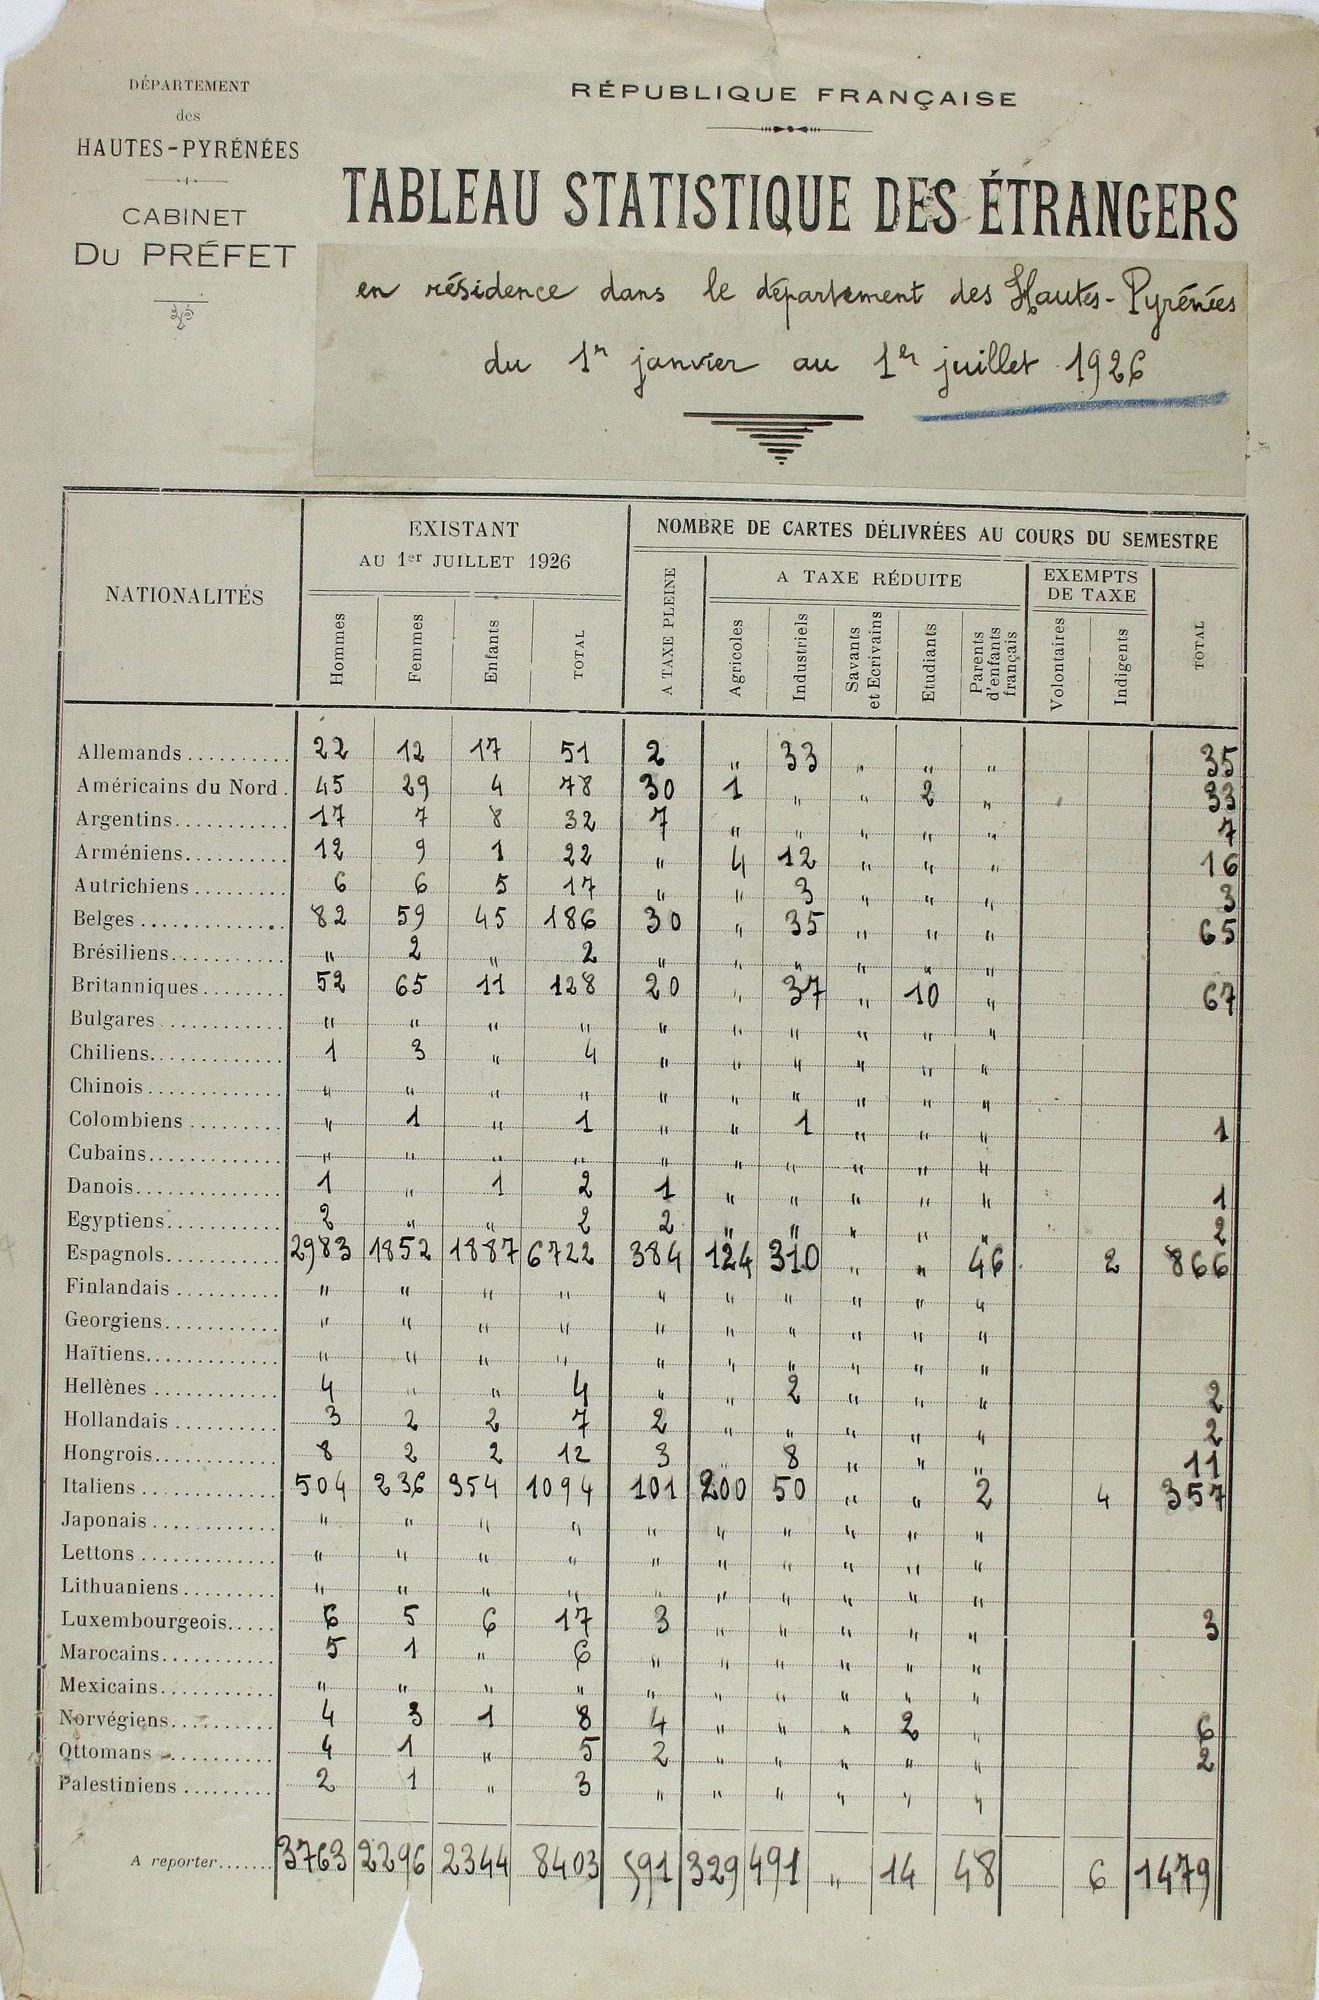 DÉPARTEMENT
des
HAUTES-PYRÉNÉES
CABINET
DU PRÉFET
RÉPUBLIQUE FRANÇAISE
TABLEAU STATISTIQUE DES ÉTRANGERS
en résidence dans le département des Hautes-Pyrénées
du 1er janvier au 1er juillet 1926
NATIONALITÉS
EXISTANT
AU 1er JUILLET 1926
NOMBRE DE CARTES DÉLIVRÉES AU COURS DU SEMESTRE
A TAXE RÉDUITE
EXEMPTS
DE TAXE
Hommes Femmes Enfants TOTAL A TAXE PLEINE Agricoles Industriels Savants et Ecrivains Etudiants Parents d'enfants français Volontaires Indigents TOTAL
Allemands.......... 22 12 17 51 2 " 33 " " " 35
Américains du Nord. 45 29 4 78 30 1 " " 2 " 33
Argentins........... 17 7 8 32 7 " " " " " 7
Arméniens.......... 12 9 1 22 " 4 12 " " " 16
Autrichiens......... 6 6 5 17 " " 3 " " " 3
Belges............. 82 59 45 186 30 " 35 " " " 65
Brésiliens........... " 2 " 2 " " " " " "
Britanniques........ 52 65 11 128 20 " 37 " 10 " 67
Bulgares............ " " " " " " " " " "
Chiliens............ 1 3 " 4 " " " " " "
Chinois............. " " " " " " " " " "
Colombiens......... " 1 " 1 " " 1 " " " 1
Cubains............. " " " " " " " " " "
Danois.............. 1 " 1 2 1 " " " " " 1
Egyptiens........... 2 " " 2 2 " " " " " 2
Espagnols........... 2983 1852 1887 6722 384 124 310 " " 46 2 866
Finlandais.......... " " " " " " " " " "
Georgiens........... " " " " " " " " " "
Haïtiens............ " " " " " " " " " "
Hellènes............ 4 " " 4 " " 2 " " " 2
Hollandais.......... 3 2 2 7 2 " " " " " 2
Hongrois............ 8 2 2 12 3 " 8 " " " 11
Italiens............. 504 236 354 1094 101 200 50 " " 2 4 357
Japonais............ " " " " " " " " " "
Lettons............. " " " " " " " " " "
Lithuaniens......... " " " " " " " " " "
Luxembourgeois..... 6 5 6 17 3 " " " " " 3
Marocains........... 5 1 " 6 " " " " " "
Mexicains........... " " " " " " " " " "
Norvégiens.......... 4 3 1 8 4 " " " 2 " 6
Ottomans........... 4 1 " 5 2 " " " " " 2
Palestiniens......... 2 1 " 3 " " " " " "
A reporter....... 3763 2296 2344 8403 591 329 491 " 14 48 6 1479